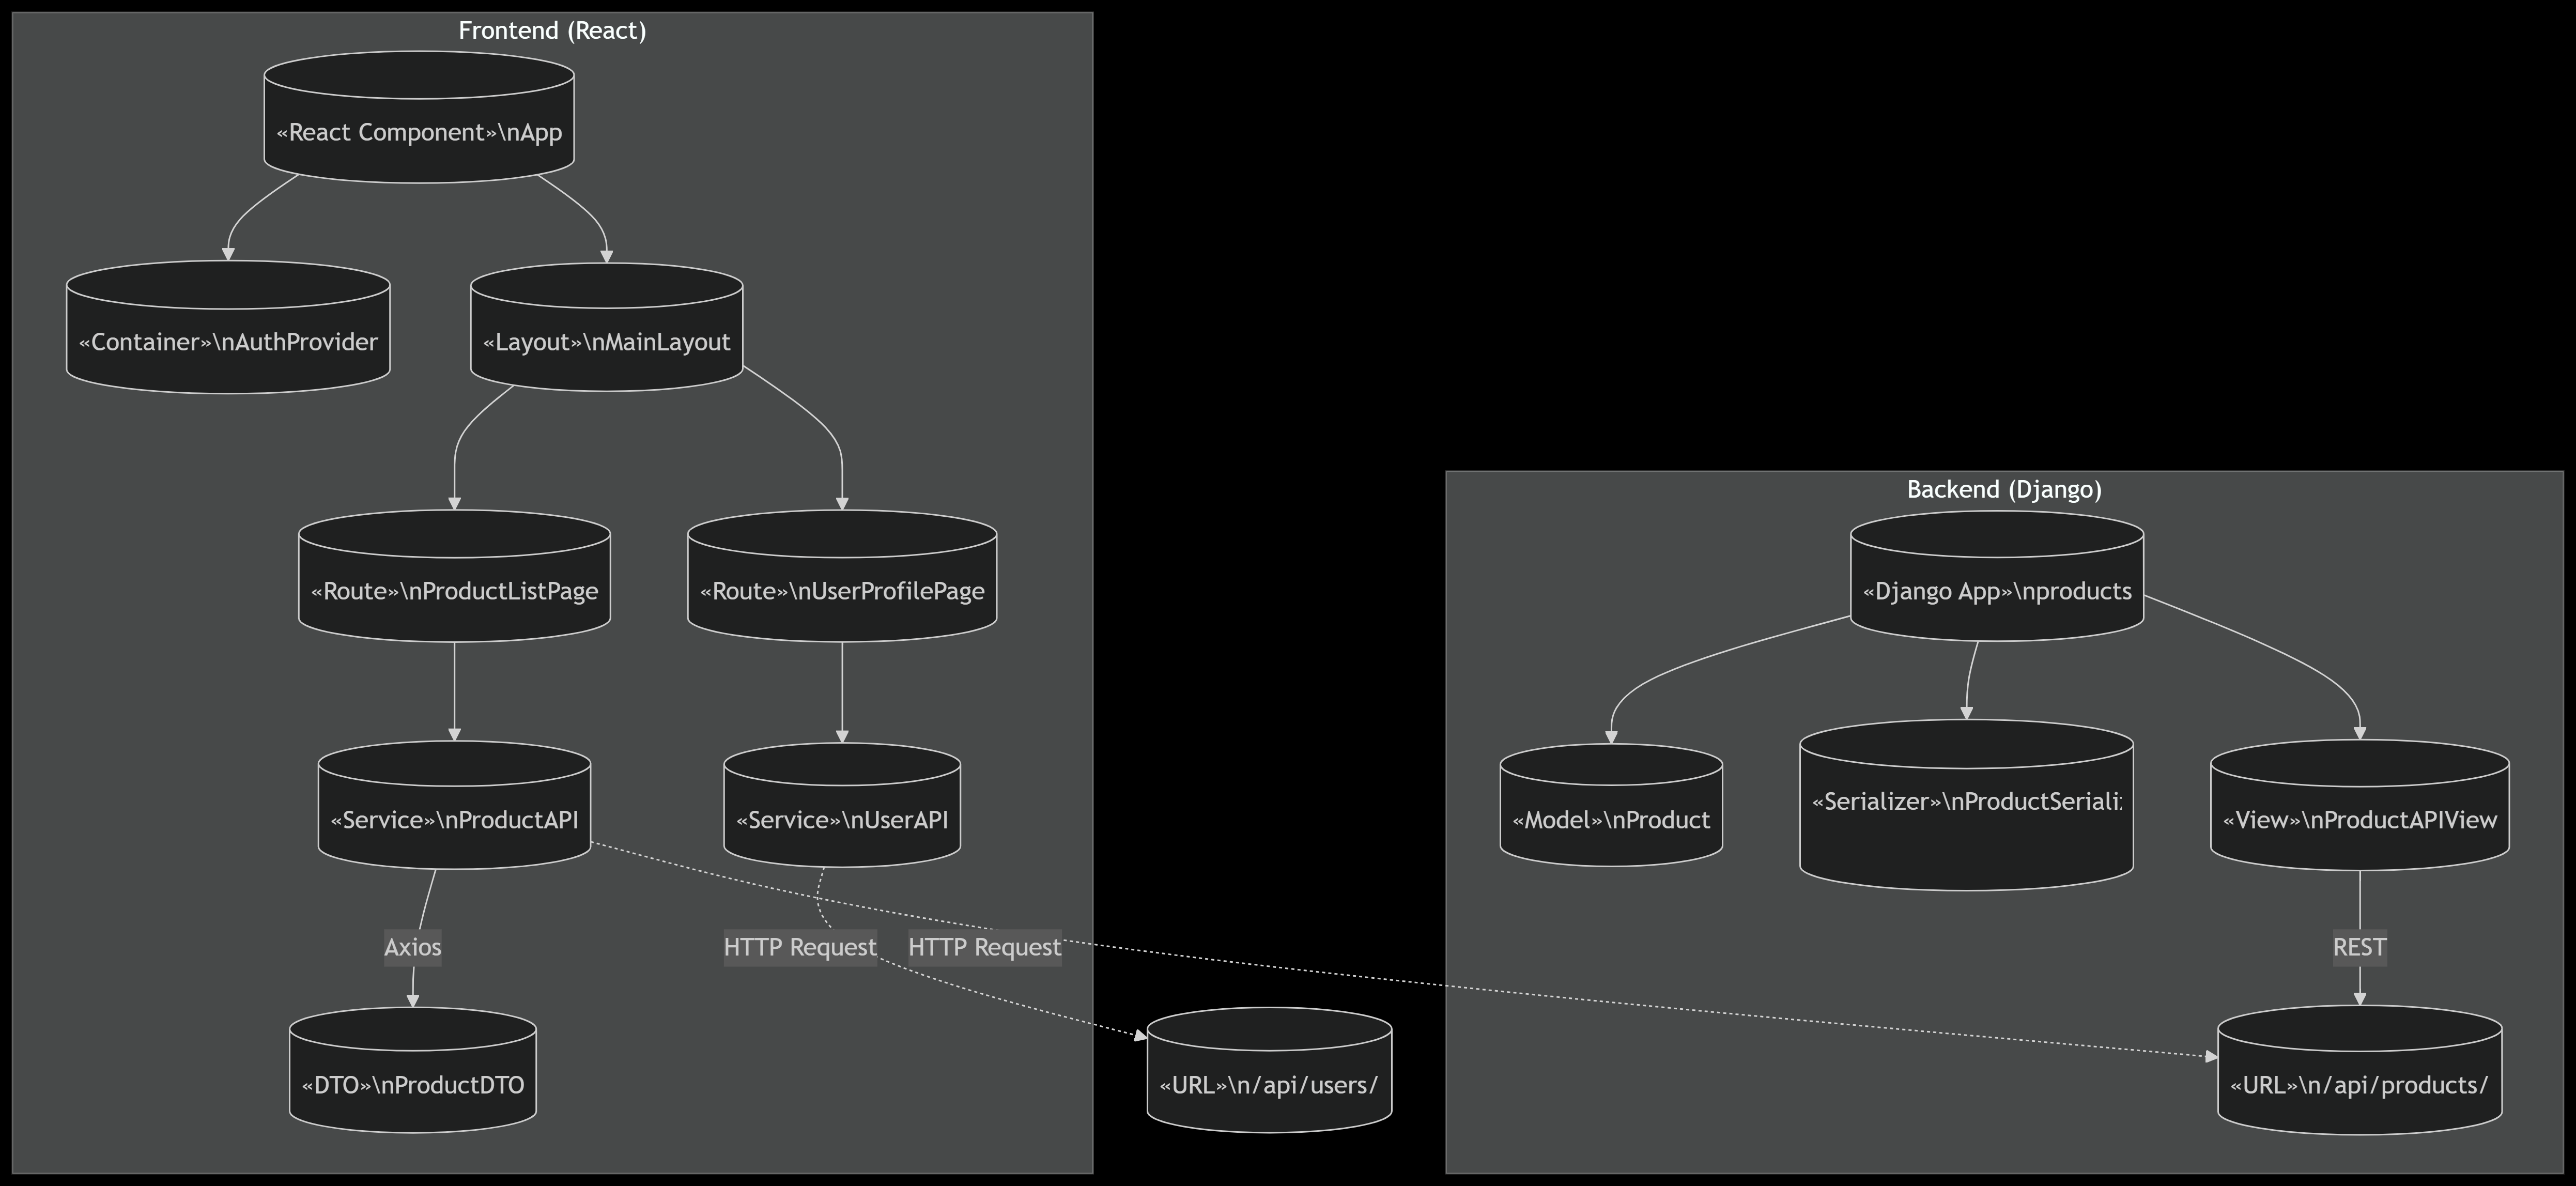 Frontend (React)
«React Component»\nApp
«Container»\nAuthProvider
«Layout»\nMainLayout
«Route»\nProductListPage
«Route»\nUserProfilePage
«Service»\nProductAPI
«Service»\nUserAPI
Axios
HTTP Request
HTTP Request
«DTO»\nProductDTO
«URL»\n/api/users/
Backend (Django)
«Django App»\nproducts
«Model»\nProduct
«Serializer»\nProductSeriali
«View»\nProductAPIView
REST
«URL»\n/api/products/